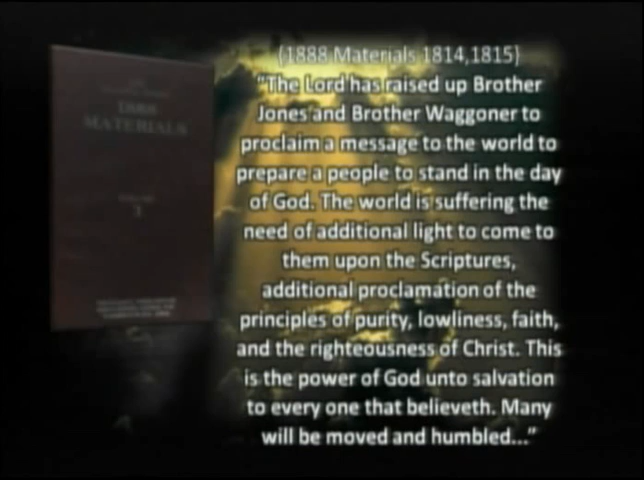 MATERIALS
(1888 Materials 1814,1815)
"The Lord has raised up Brother
Jones and Brother Waggoner to
proclaim a message to the world to
prepare a people to stand in the day
of God. The world is suffering the
need of additional light to come to
them upon the Scriptures,
additional proclamation of the
principles of purity, lowliness, faith,
and the righteousness of Christ. This
is the power of God unto salvation
to every one that believeth. Many
will be moved and humbled..."